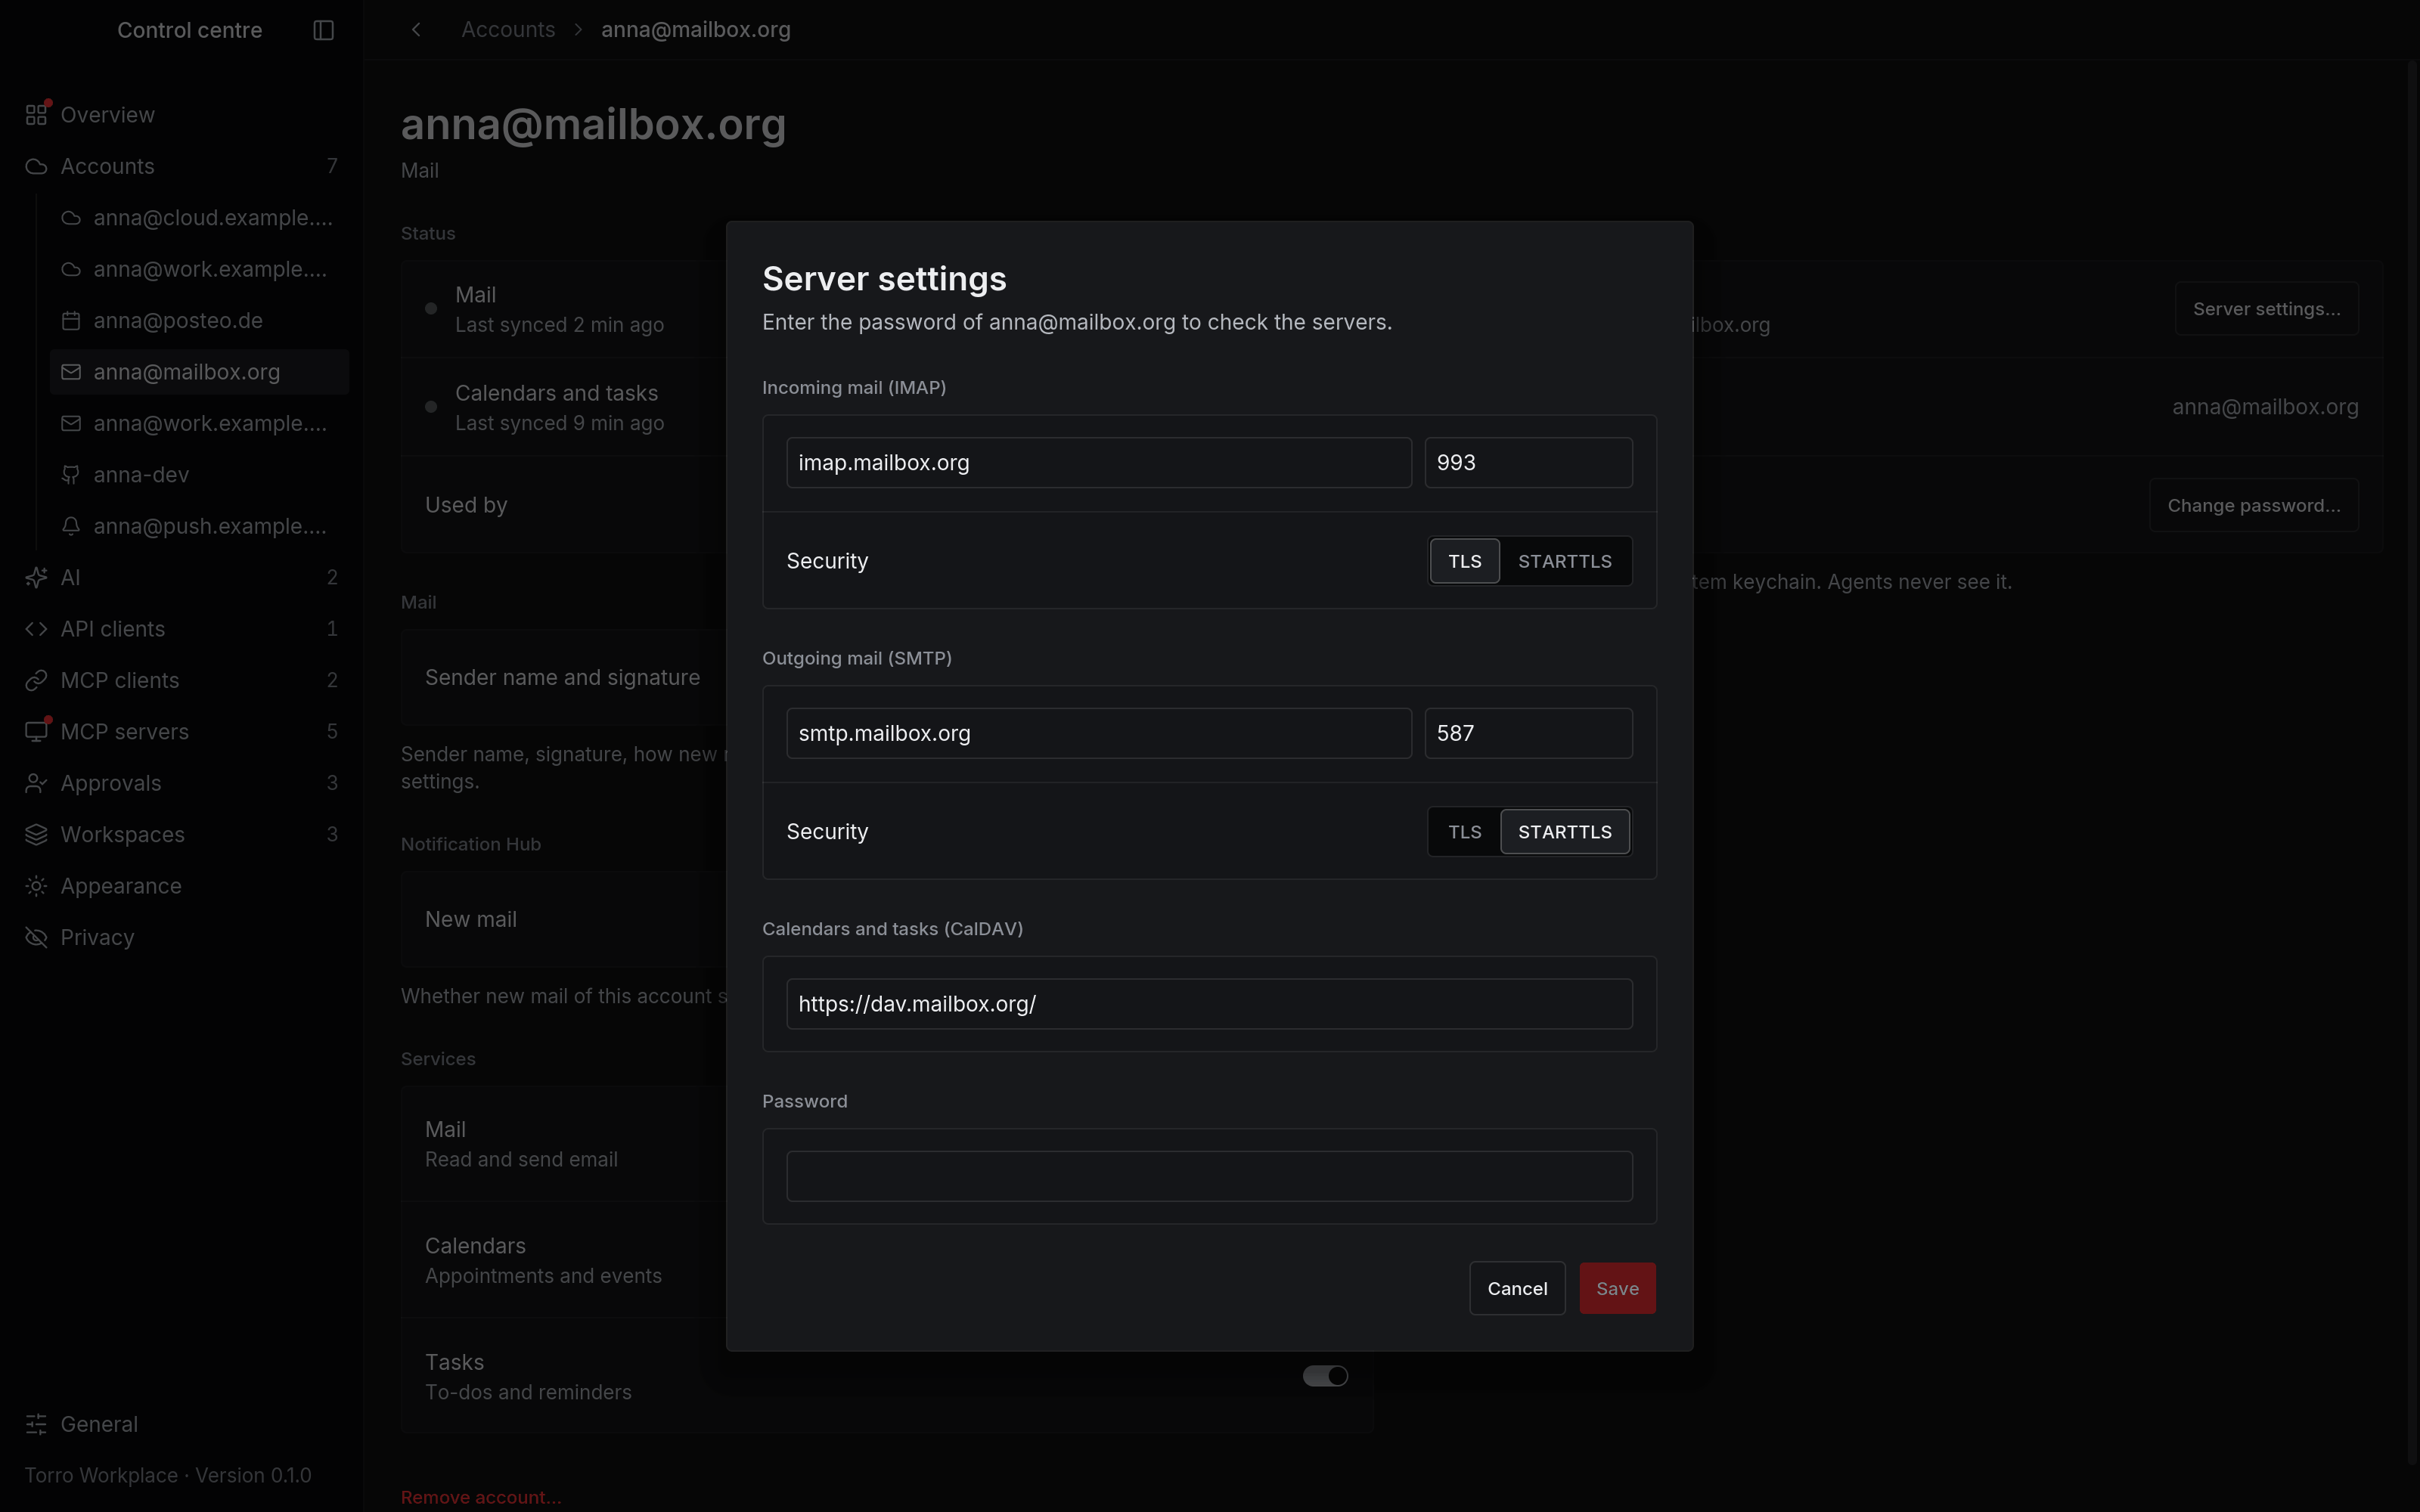 Control centre
Overview
Accounts 7
anna@cloud.example....
anna@work.example....
anna@posteo.de
anna@mailbox.org
anna@work.example....
anna-dev
anna@push.example....
AI 2
API clients 1
MCP clients 2
MCP servers 5
Approvals 3
Workspaces 3
Appearance
Privacy
General
Torro Workplace · Version 0.1.0
Accounts > anna@mailbox.org
anna@mailbox.org
Mail
Status
Mail
Last synced 2 min ago
Calendars and tasks
Last synced 9 min ago
Used by
Mail
Sender name and signature
Sender name, signature, how new
settings.
Notification Hub
New mail
Whether new mail of this account
Services
Mail
Read and send email
Calendars
Appointments and events
Tasks
To-dos and reminders
Remove account...
Server settings
Enter the password of anna@mailbox.org to check the servers.
Incoming mail (IMAP)
imap.mailbox.org 993
Security TLS STARTTLS
Outgoing mail (SMTP)
smtp.mailbox.org 587
Security TLS STARTTLS
Calendars and tasks (CalDAV)
https://dav.mailbox.org/
Password
Cancel Save
Server settings...
anna@mailbox.org
Change password...
keychain. Agents never see it.